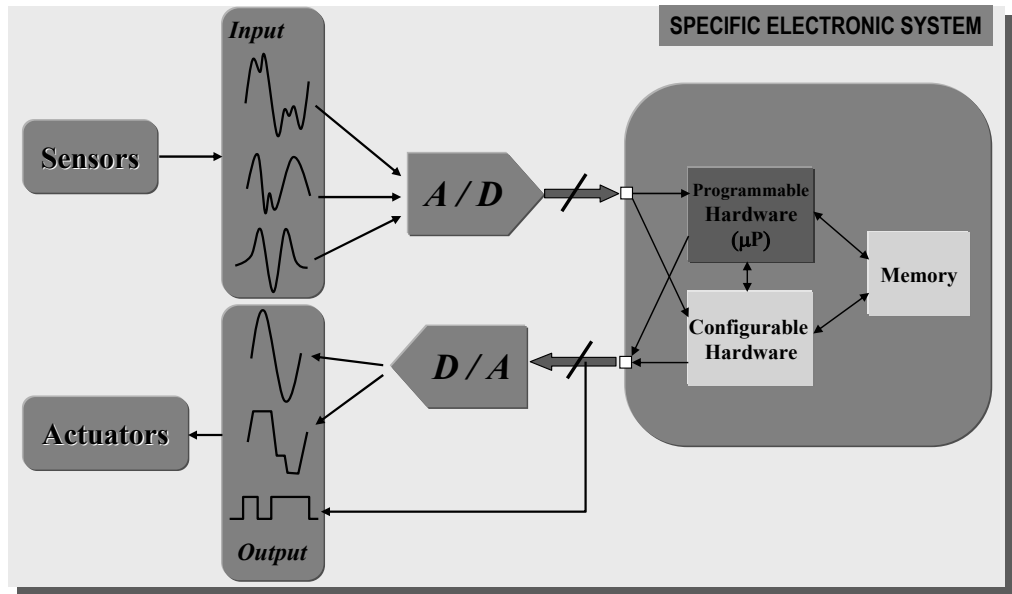 SPECIFIC ELECTRONIC SYSTEM
Input
Sensors
A / D
Programmable
Hardware
(μP)
Memory
Configurable
Hardware
D / A
Actuators
Output